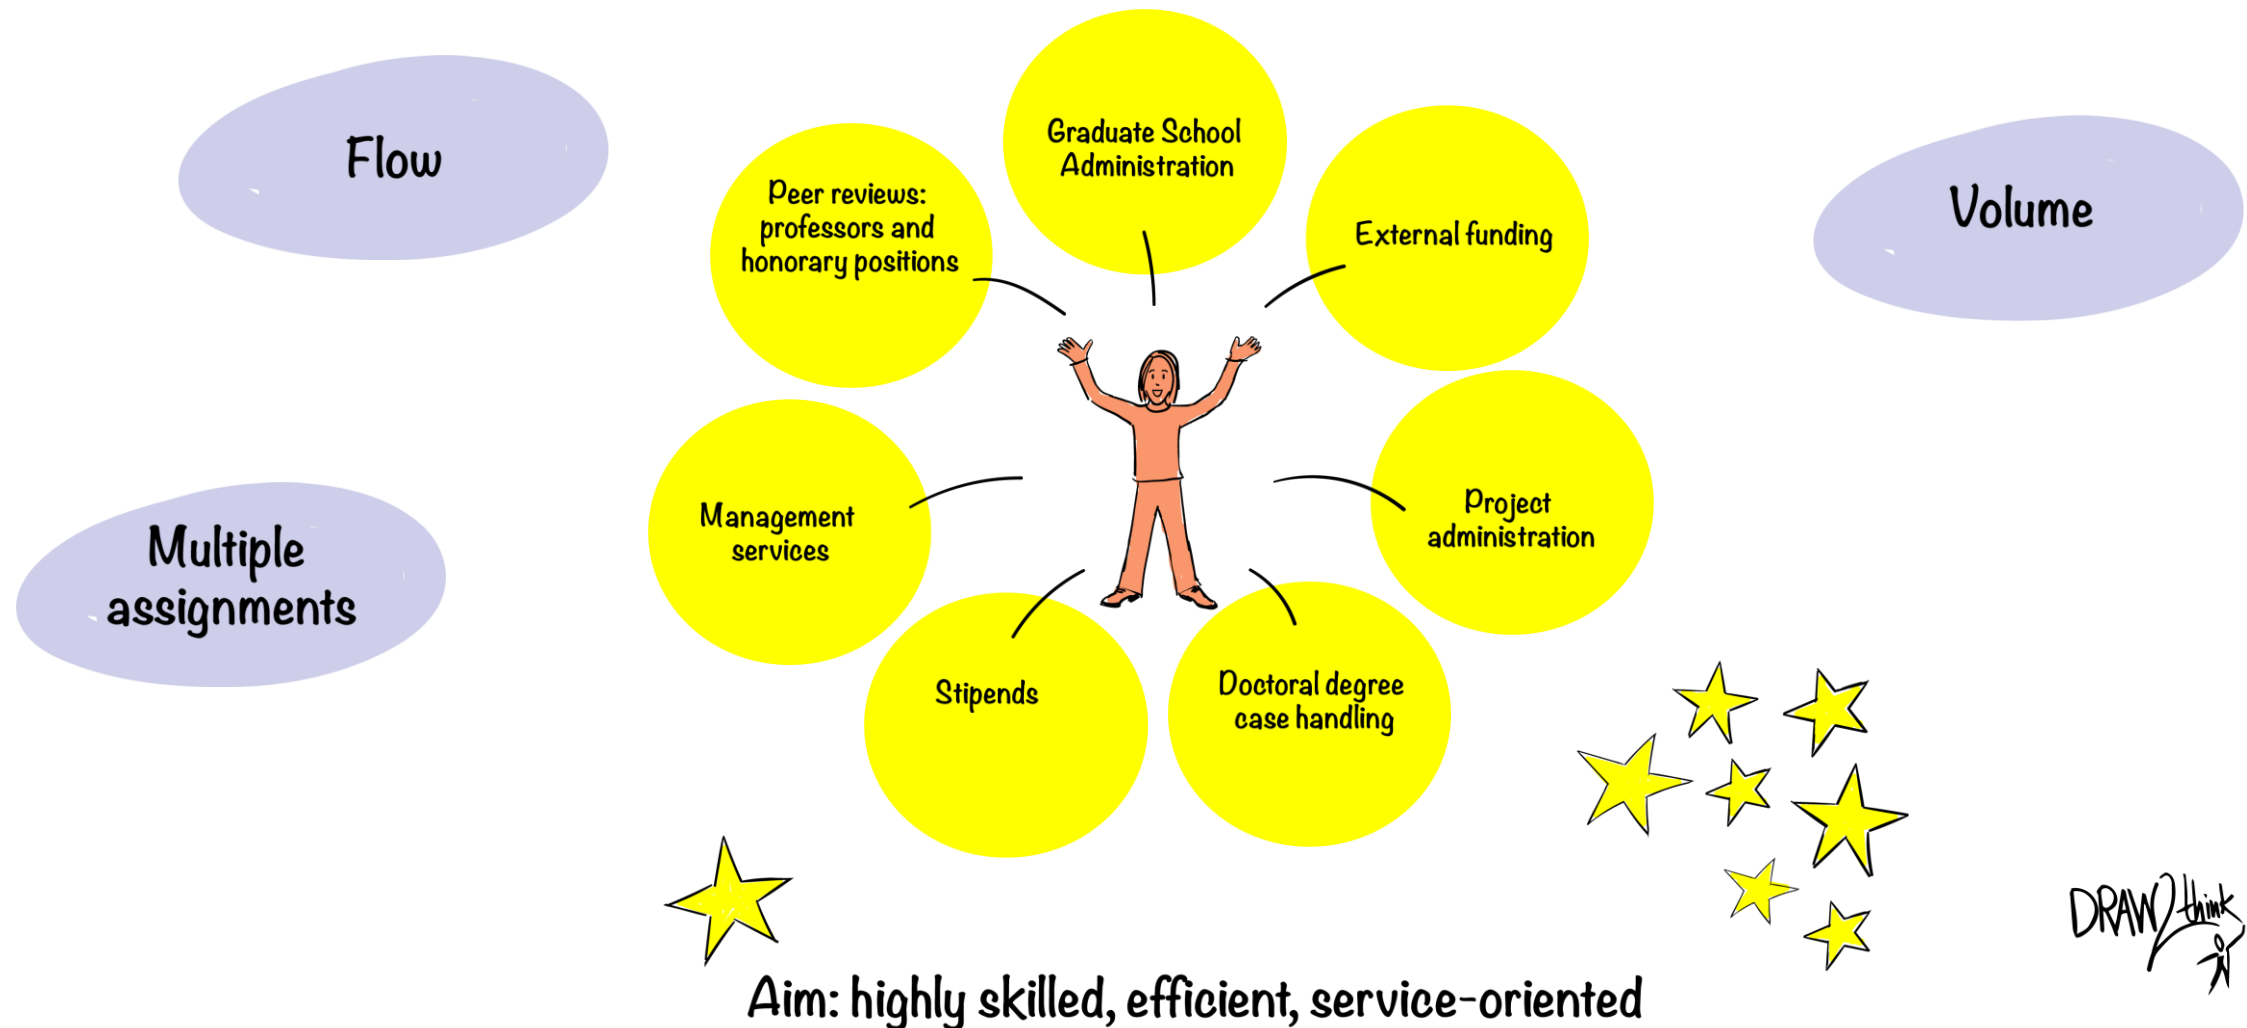 Flow
Graduate School
Administration
Peer reviews:
professors and
honorary positions
External funding
Volume
Management
services
Project
administration
Multiple
assignments
Stipends
Doctoral degree
case handling
Aim: highly skilled, efficient, service-oriented
DRAW2think